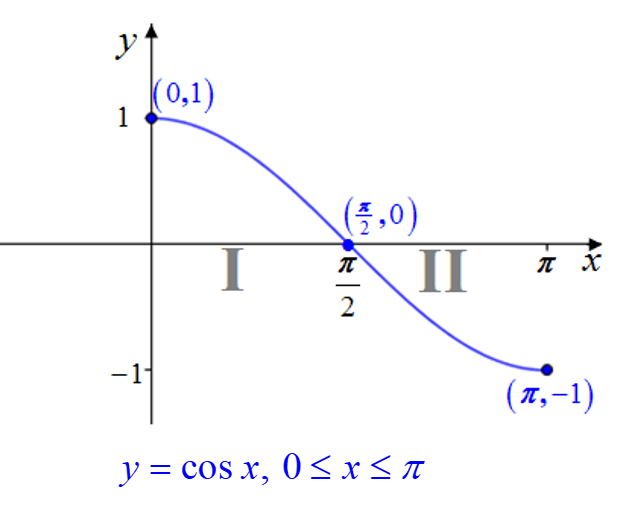 y
(0,1)
1
(π/2,0)
I
π/2
II
π
x
−1
(π,−1)
y = cos x, 0 ≤ x ≤ π